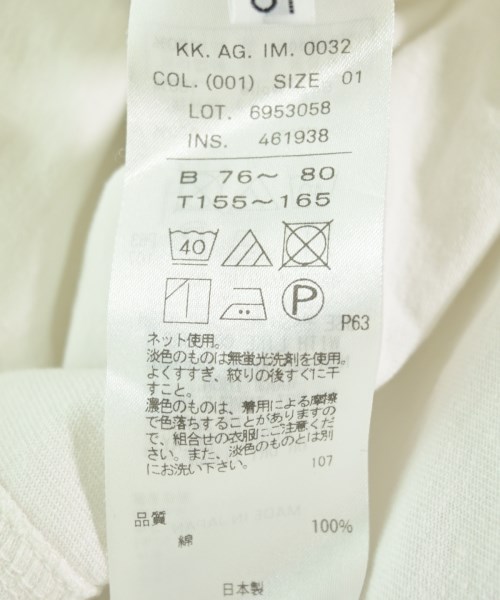 01
KK. AG. IM. 0032
COL. (001) SIZE 01
LOT. 6953058
INS. 461938
B 76〜 80
T155〜165
40
P
P63
ネット使用。
淡色のものは無蛍光洗剤を使用。
よくすすぎ、絞りの後すぐに干
すこと。
濃色のものは、着用による摩擦
で色落ちすることがありますの
で、組合せの衣服にご注意くだ
さい。また、淡色のものとは別
にお洗い下さい。
107
品質
綿 100%
日本製